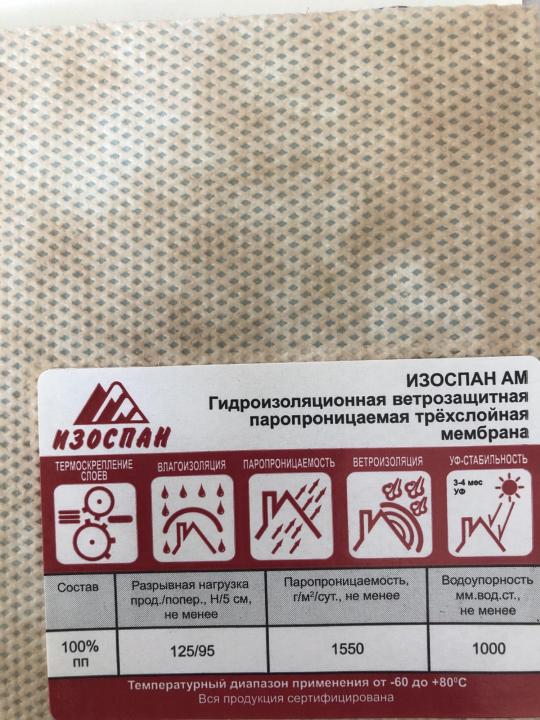 ИЗОСПАН АМ
Гидроизоляционная ветрозащитная
паропроницаемая трёхслойная
мембрана
ИЗОСПАН
ТЕРМОСКРЕПЛЕНИЕ
СЛОЕВ
ВЛАГОИЗОЛЯЦИЯ
ПАРОПРОНИЦАЕМОСТЬ
ВЕТРОИЗОЛЯЦИЯ
УФ-СТАБИЛЬНОСТЬ
3-4 мес
УФ
Состав
Разрывная нагрузка
прод./попер., Н/5 см,
не менее
Паропроницаемость,
г/м²/сут., не менее
Водоупорность
мм.вод.ст.,
не менее
100%
ПП
125/95
1550
1000
Температурный диапазон применения от -60 до +80⁰С
Вся продукция сертифицирована